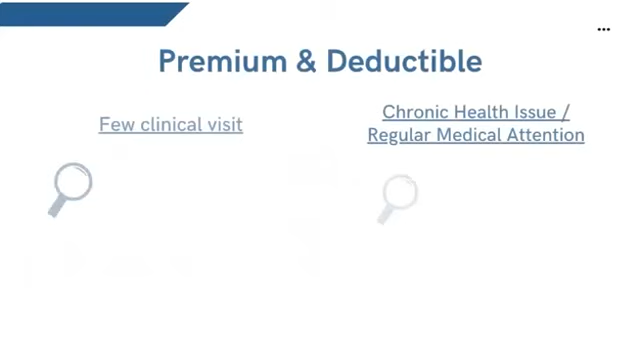 Premium & Deductible
Few clinical visit
Chronic Health Issue /
Regular Medical Attention